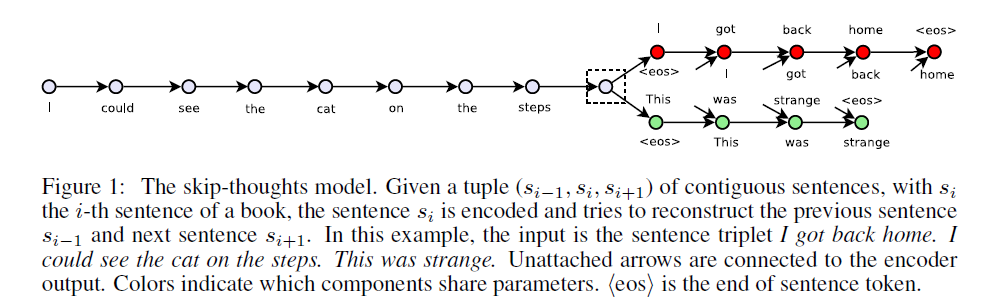 I got back home <eos>
<eos> I got back home
I could see the cat on the steps
This was strange <eos>
<eos> This was strange
Figure 1: The skip-thoughts model. Given a tuple (sᵢ₋₁, sᵢ, sᵢ₊₁) of contiguous sentences, with sᵢ
the i-th sentence of a book, the sentence sᵢ is encoded and tries to reconstruct the previous sentence
sᵢ₋₁ and next sentence sᵢ₊₁. In this example, the input is the sentence triplet I got back home. I
could see the cat on the steps. This was strange. Unattached arrows are connected to the encoder
output. Colors indicate which components share parameters. ⟨eos⟩ is the end of sentence token.